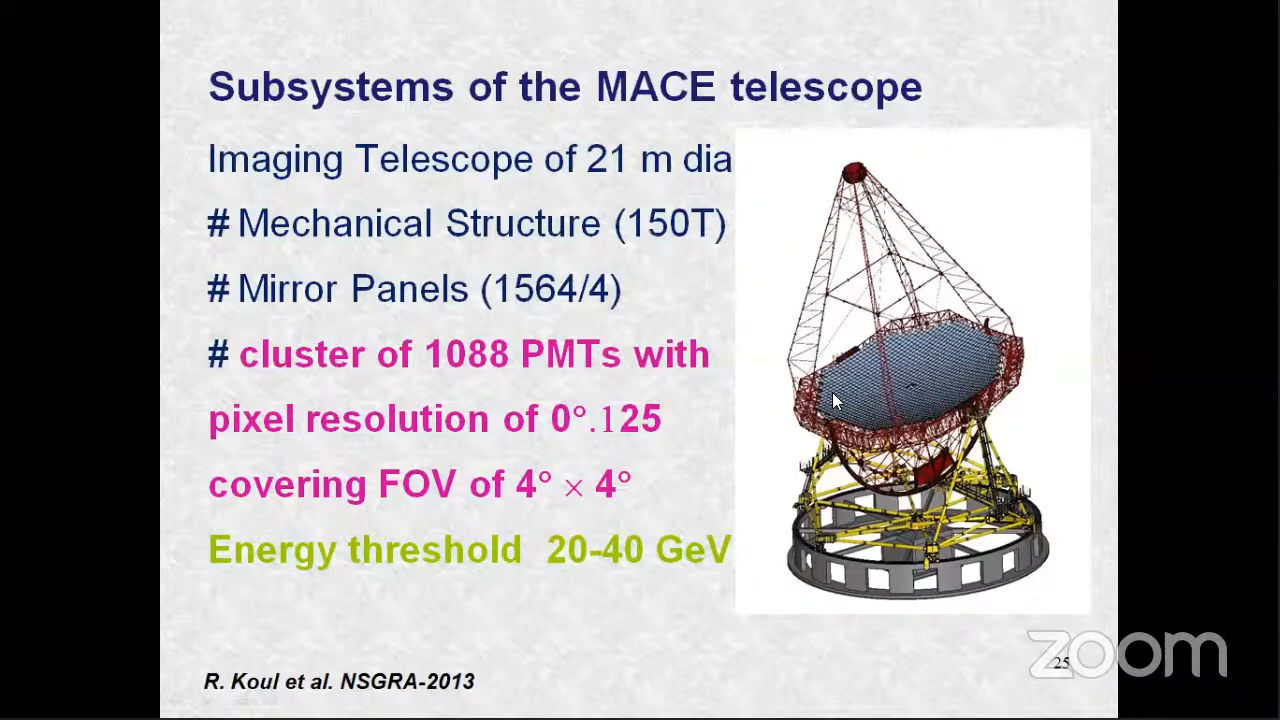 Subsystems of the MACE telescope
Imaging Telescope of 21 m dia
# Mechanical Structure (150T)
# Mirror Panels (1564/4)
# cluster of 1088 PMTs with
pixel resolution of 0°.125
covering FOV of 4° × 4°
Energy threshold 20-40 GeV
R. Koul et al. NSGRA-2013
25
zoom